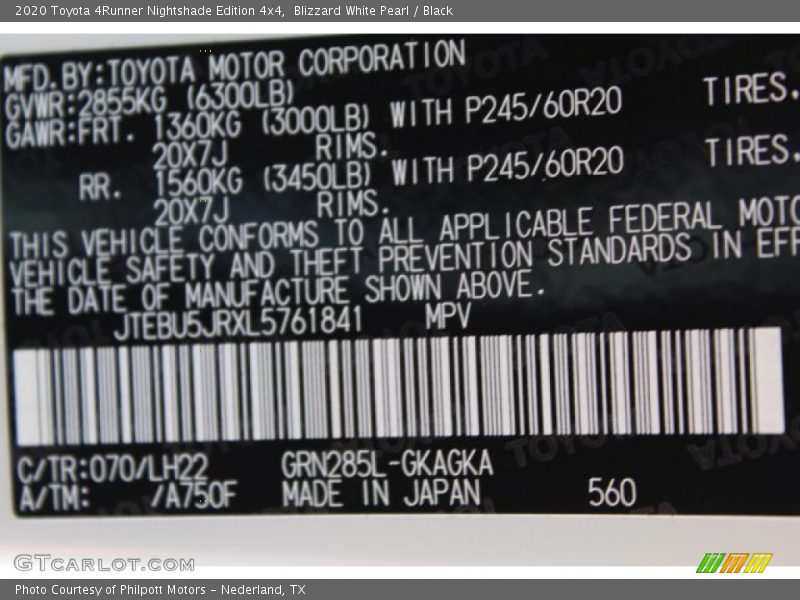 2020 Toyota 4Runner Nightshade Edition 4x4, Blizzard White Pearl / Black
MFD.BY:TOYOTA MOTOR CORPORATION
GVWR:2855KG (6300LB)
GAWR:FRT. 1360KG (3000LB) WITH P245/60R20 TIRES.
20X7J RIMS.
RR. 1560KG (3450LB) WITH P245/60R20 TIRES.
20X7J RIMS.
THIS VEHICLE CONFORMS TO ALL APPLICABLE FEDERAL MOTO
VEHICLE SAFETY AND THEFT PREVENTION STANDARDS IN EFF
THE DATE OF MANUFACTURE SHOWN ABOVE.
JTEBU5JRXL5761841 MPV
C/TR:070/LH22 GRN285L-GKAGKA
A/TM: /A750F MADE IN JAPAN 560
GTCARLOT.COM
Photo Courtesy of Philpott Motors - Nederland, TX